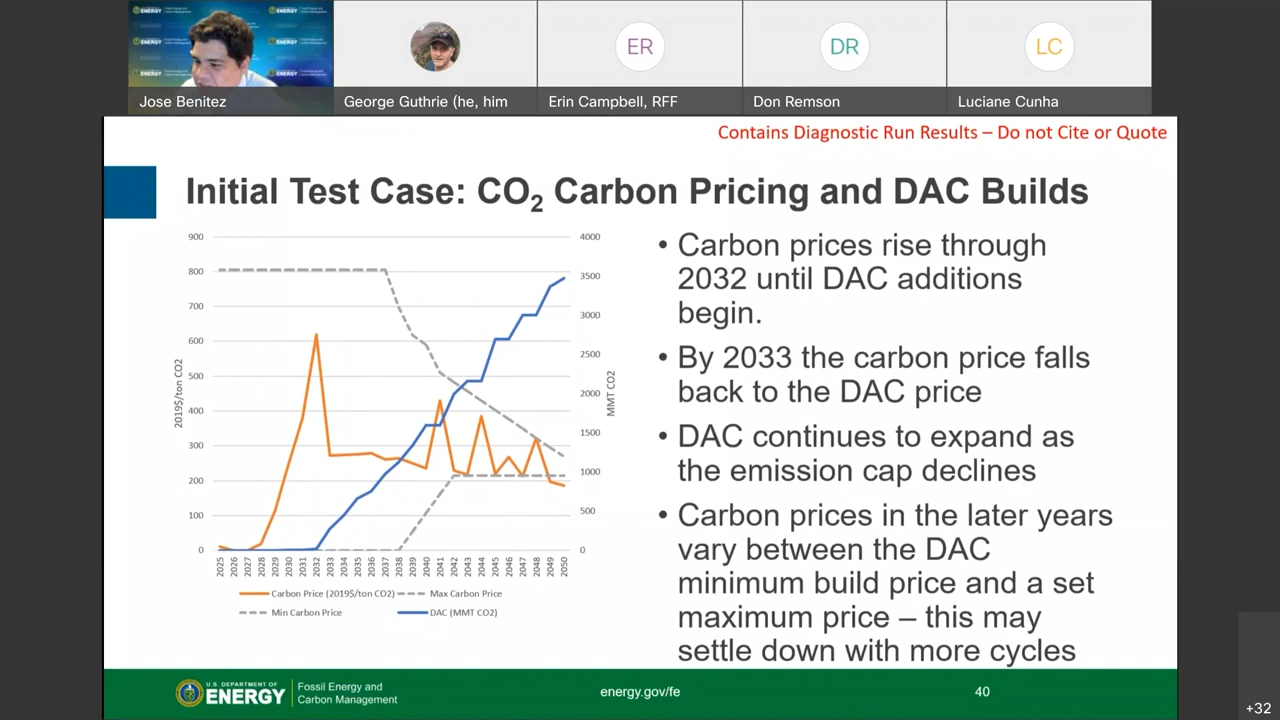 ENERGY
ENERGY
ENERGY
ENERGY
ENERGY
ER
DR
LC
Jose Benitez
George Guthrie (he, him
Erin Campbell, RFF
Don Remson
Luciane Cunha
Contains Diagnostic Run Results – Do not Cite or Quote
Initial Test Case: CO2 Carbon Pricing and DAC Builds
900
800
700
600
500
400
300
200
100
0
2019$/ton CO2
4000
3500
3000
2500
2000
1500
1000
500
0
MMT CO2
2025 2026 2027 2028 2029 2030 2031 2032 2033 2034 2035 2036 2037 2038 2039 2040 2041 2042 2043 2044 2045 2046 2047 2048 2049 2050
Carbon Price (2019$/ton CO2) Max Carbon Price
Min Carbon Price DAC (MMT CO2)
• Carbon prices rise through
2032 until DAC additions
begin.
• By 2033 the carbon price falls
back to the DAC price
• DAC continues to expand as
the emission cap declines
• Carbon prices in the later years
vary between the DAC
minimum build price and a set
maximum price – this may
settle down with more cycles
U.S. DEPARTMENT OF
ENERGY
Fossil Energy and
Carbon Management
energy.gov/fe
40
+32